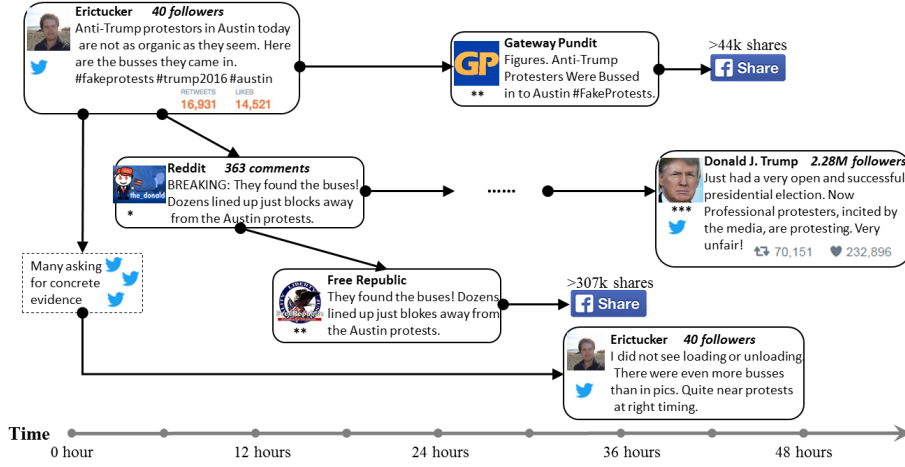 Erictucker 40 followers
Anti-Trump protestors in Austin today
are not as organic as they seem. Here
are the busses they came in.
#fakeprotests #trump2016 #austin
RETWEETS LIKES
16,931 14,521
Gateway Pundit
GP
Figures. Anti-Trump
Protesters Were Bussed
in to Austin #FakeProtests.
**
>44k shares
f Share
Reddit 363 comments
the_donald
BREAKING: They found the buses!
Dozens lined up just blocks away
from the Austin protests.
*
......
Donald J. Trump 2.28M followers
Just had a very open and successful
presidential election. Now
Professional protesters, incited by
the media, are protesting. Very
unfair!
***
70,151 232,896
Many asking
for concrete
evidence
Free Republic
They found the buses! Dozens
lined up just blokes away from
the Austin protests.
**
>307k shares
f Share
Erictucker 40 followers
I did not see loading or unloading
There were even more busses
than in pics. Quite near protests
at right timing.
Time
0 hour 12 hours 24 hours 36 hours 48 hours